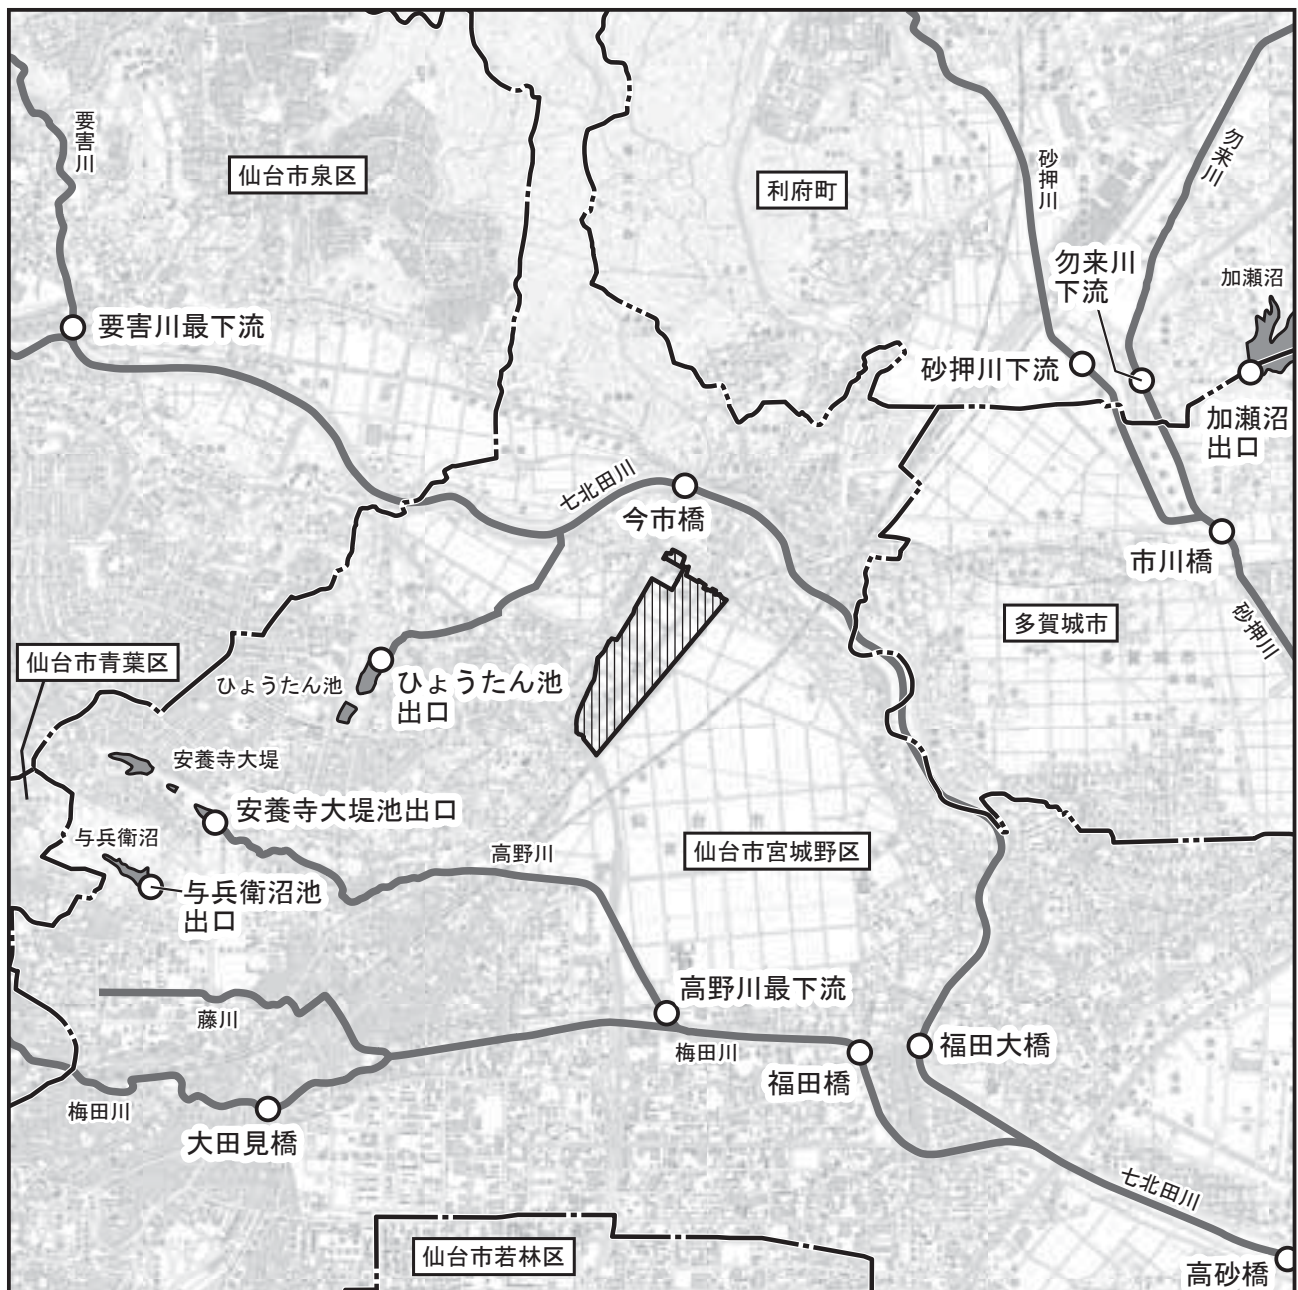 要害川
仙台市泉区
利府町
砂押川
勿来川
勿来川
下流
加瀬沼
要害川最下流
砂押川下流
加瀬沼
出口
七北田川
今市橋
市川橋
多賀城市
砂押川
仙台市青葉区
ひょうたん池
ひょうたん池
出口
安養寺大堤
安養寺大堤池出口
与兵衛沼
高野川
仙台市宮城野区
与兵衛沼池
出口
高野川最下流
藤川
梅田川
福田大橋
福田橋
梅田川
大田見橋
七北田川
仙台市若林区
高砂橋